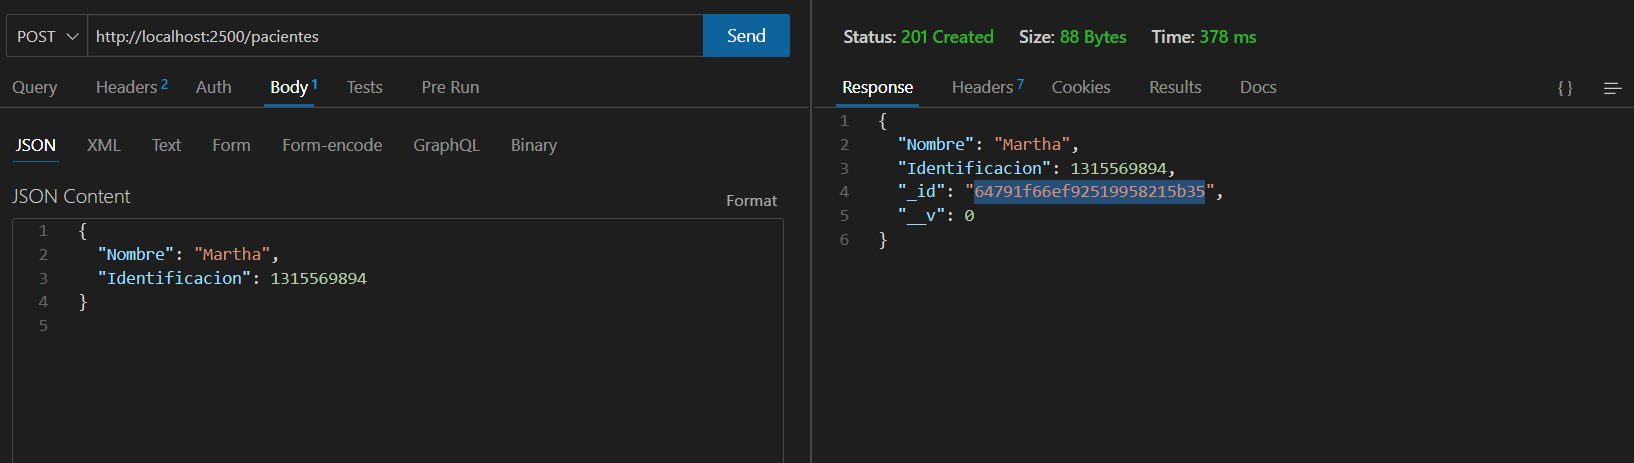 POST http://localhost:2500/pacientes Send
Query Headers 2 Auth Body 1 Tests Pre Run
JSON XML Text Form Form-encode GraphQL Binary
JSON Content Format
1 {
2 "Nombre": "Martha",
3 "Identificacion": 1315569894
4 }
5
Status: 201 Created Size: 88 Bytes Time: 378 ms
Response Headers 7 Cookies Results Docs { }
1 {
2 "Nombre": "Martha",
3 "Identificacion": 1315569894,
4 "_id": "64791f66ef92519958215b35",
5 "__v": 0
6 }